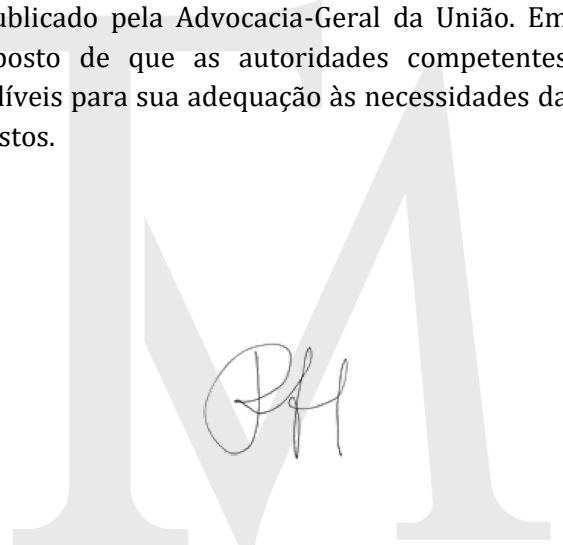 ublicado pela Advocacia-Geral da União. Em
posto de que as autoridades competentes
díveis para sua adequação às necessidades da
stos.